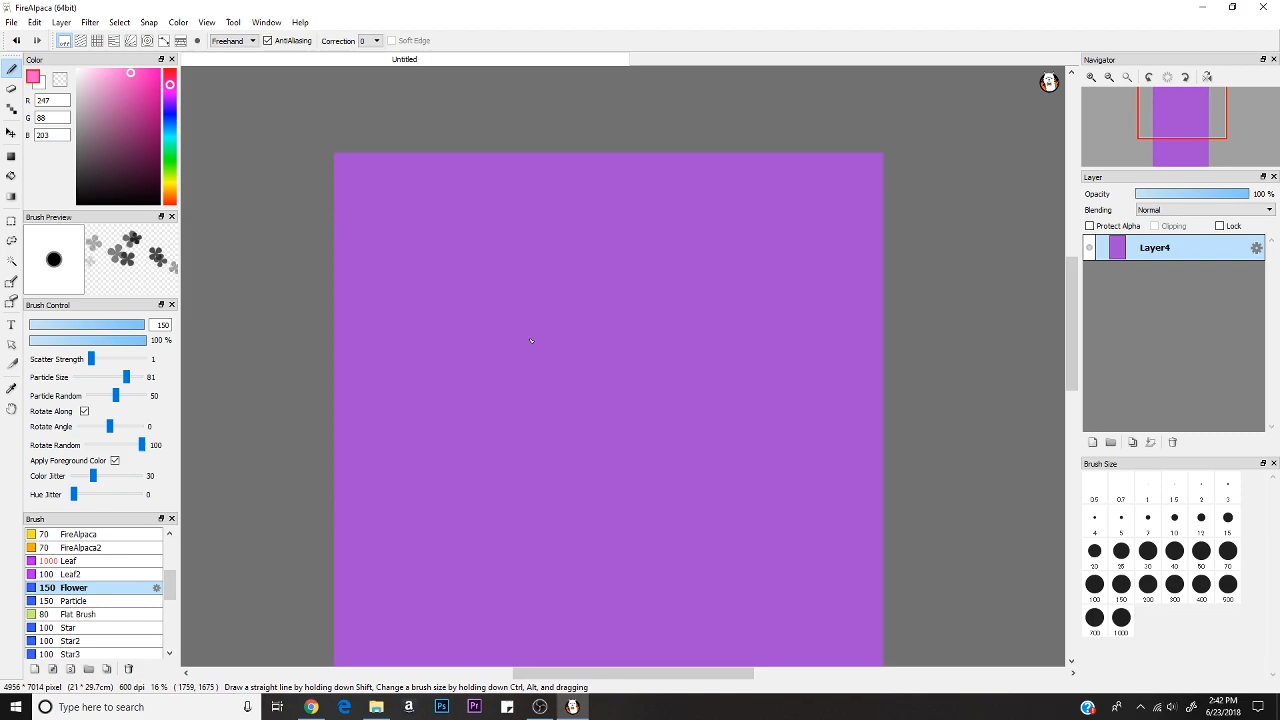 FireAlpaca (64bit)
File Edit Layer Filter Select Snap Color View Tool Window Help
OFF Freehand AntiAliasing Correction 0 Soft Edge
Untitled
Color
R 247
G 88
B 203
Brush Preview
Brush Control
150
100 %
Scatter Strength 1
Particle Size 81
Particle Random 50
Rotate Along
Rotate Angle 0
Rotate Random 100
Apply Foreground Color
Color Jitter 30
Hue Jitter 0
Brush
70 FireAlpaca
70 FireAlpaca2
1000 Leaf
100 Leaf2
150 Flower
150 Particle
80 Flat Brush
100 Star
100 Star2
100 Star3
Navigator
Layer
Opacity 100 %
Blending Normal
Protect Alpha Clipping Lock
Layer4
Brush Size
0.5 0.7 1 1.5 2 3
4 5 7 10 12 15
20 25 30 40 50 70
100 150 200 300 400 500
700 1000
4956 * 7014 pixel (21 * 29.7cm) 600 dpi 16 % ( 1759, 1675 ) Draw a straight line by holding down Shift, Change a brush size by holding down Ctrl, Alt, and dragging
Type here to search
Ps Pr
2:42 PM
6/23/2018